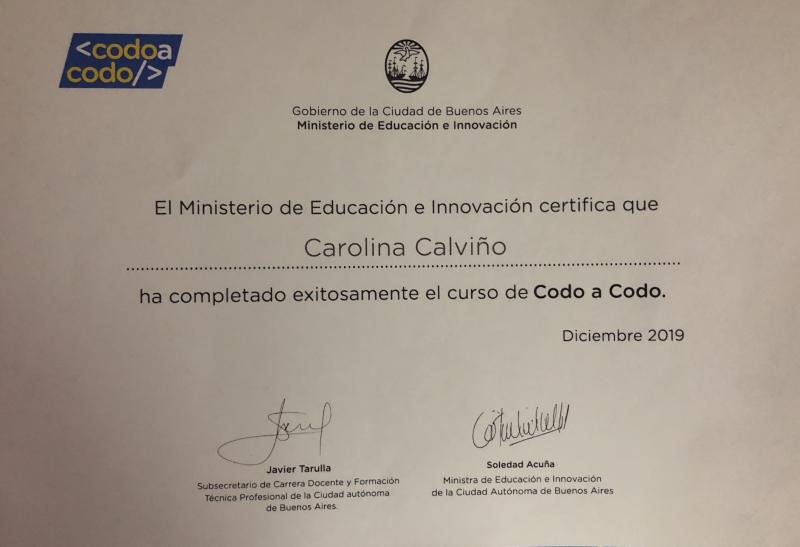 <codoa
codo/>
Gobierno de la Ciudad de Buenos Aires
Ministerio de Educación e Innovación
El Ministerio de Educación e Innovación certifica que
Carolina Calviño
ha completado exitosamente el curso de Codo a Codo.
Diciembre 2019
Javier Tarulla
Subsecretario de Carrera Docente y Formación
Técnica Profesional de la Ciudad autónoma
de Buenos Aires.
Soledad Acuña
Ministra de Educación e Innovación
de la Ciudad Autónoma de Buenos Aires